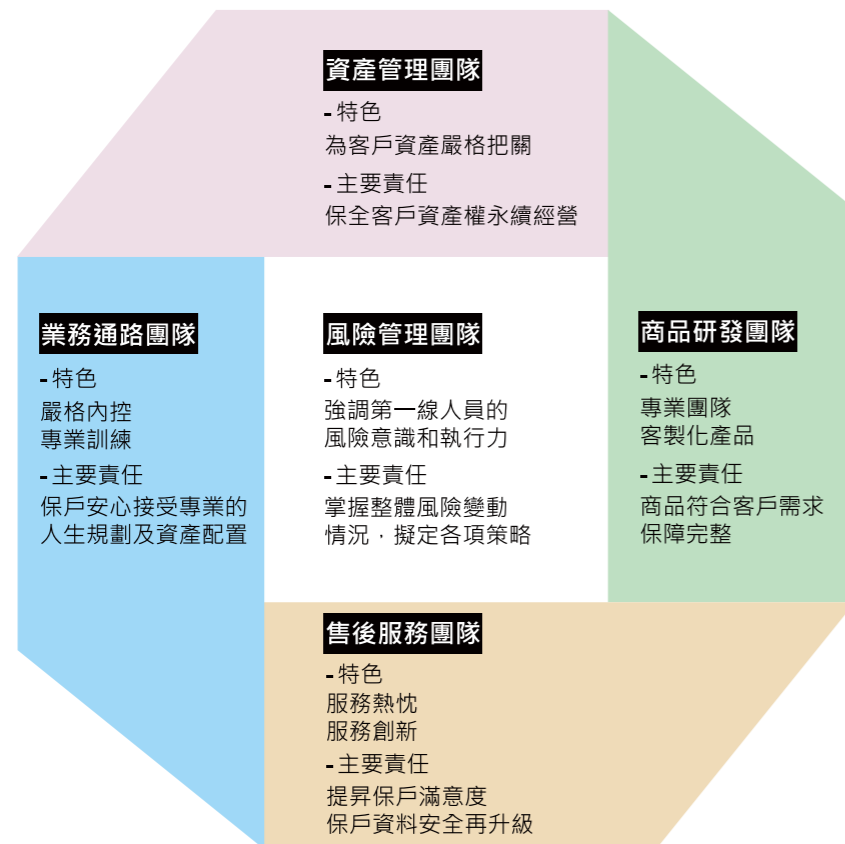 資產管理團隊
-特色
為客戶資產嚴格把關
-主要責任
保全客戶資產權永續經營
業務通路團隊
-特色
嚴格內控
專業訓練
-主要責任
保戶安心接受專業的
人生規劃及資產配置
風險管理團隊
-特色
強調第一線人員的
風險意識和執行力
-主要責任
掌握整體風險變動
情況，擬定各項策略
商品研發團隊
-特色
專業團隊
客製化產品
-主要責任
商品符合客戶需求
保障完整
售後服務團隊
-特色
服務熱忱
服務創新
-主要責任
提昇保戶滿意度
保戶資料安全再升級